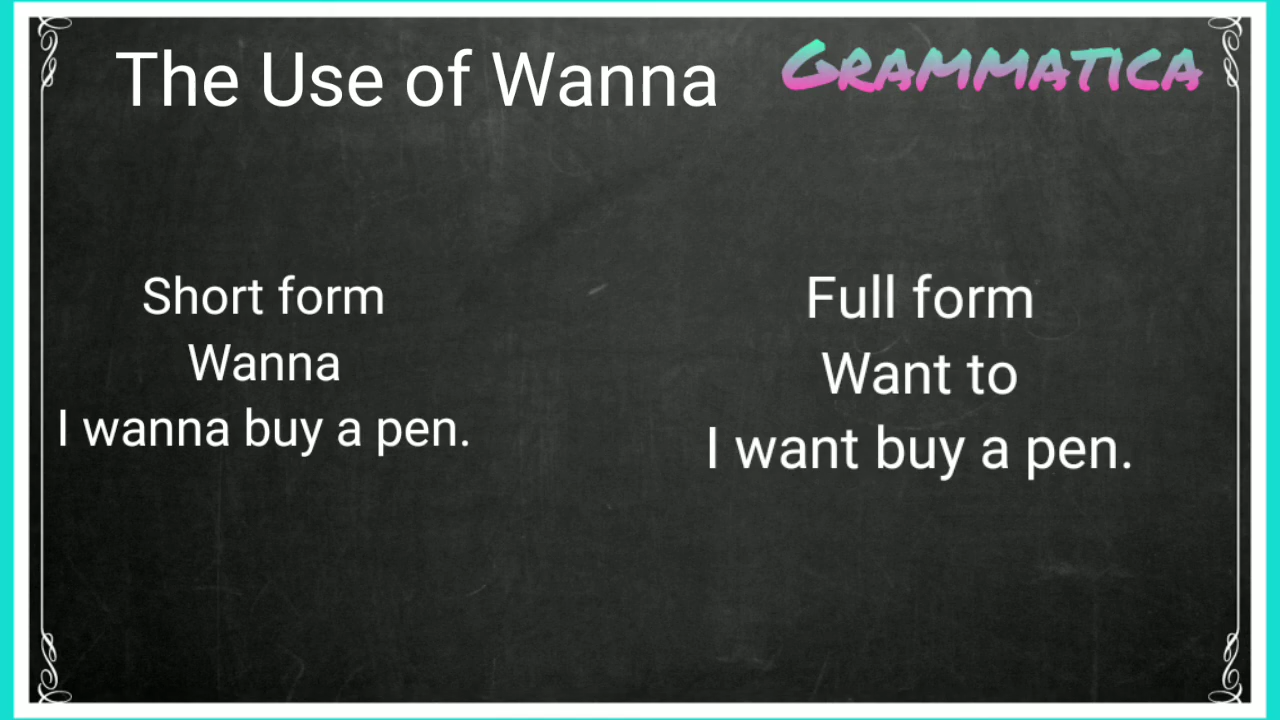 The Use of Wanna
GRAMMATICA
Short form
Wanna
I wanna buy a pen.
Full form
Want to
I want buy a pen.